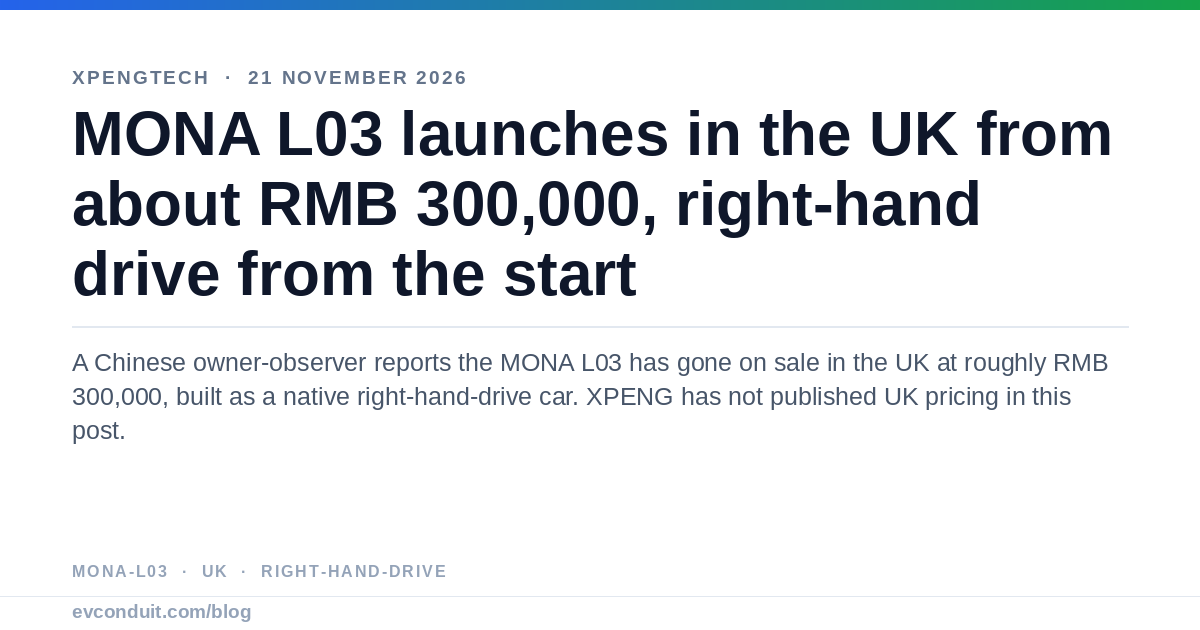 XPENGTECH · 21 NOVEMBER 2026
MONA L03 launches in the UK from
about RMB 300,000, right-hand
drive from the start
A Chinese owner-observer reports the MONA L03 has gone on sale in the UK at roughly RMB
300,000, built as a native right-hand-drive car. XPENG has not published UK pricing in this
post.
MONA-L03 · UK · RIGHT-HAND-DRIVE
evconduit.com/blog